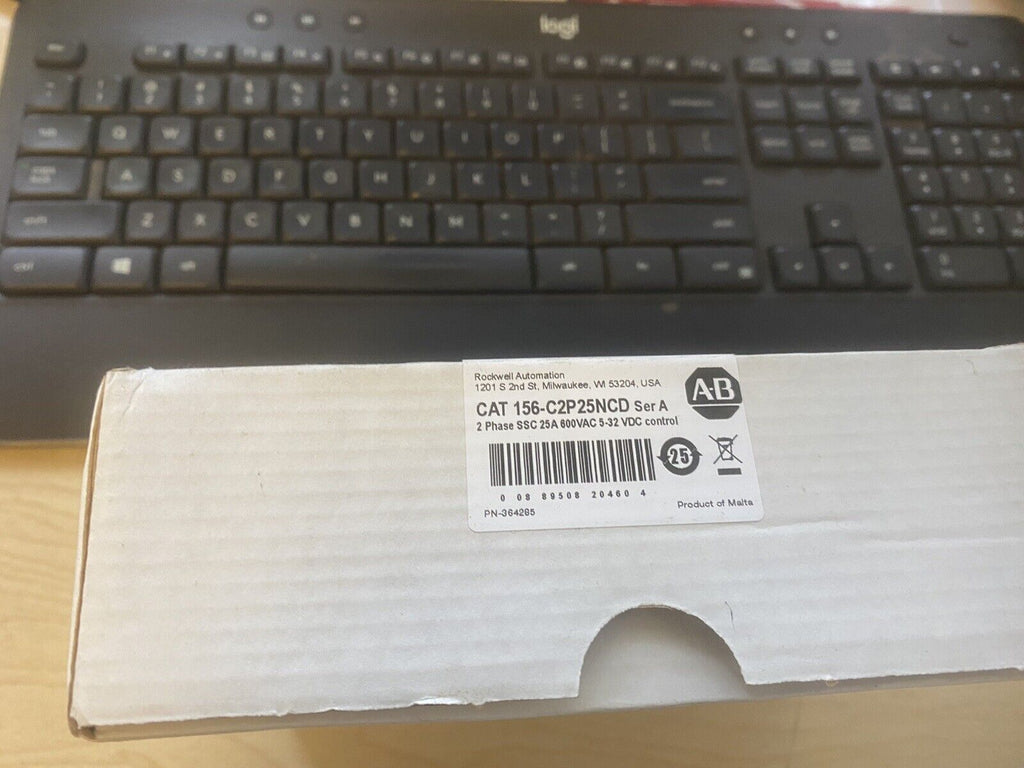 logi
Q W E R T Y U I O P
A S D F G H J K L
Z X C V B N M
Rockwell Automation
1201 S 2nd St, Milwaukee, WI 53204, USA
A-B
CAT 156-C2P25NCD Ser A
2 Phase SSC 25A 600VAC 5-32 VDC control
25
0 08 89508 20460 4
PN-364285
Product of Malta